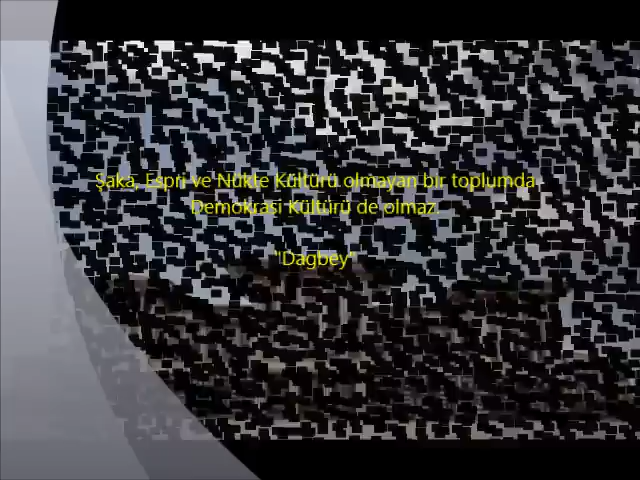 Şaka, Espri ve Nükte Kültürü olmayan bir toplumda
Demokrasi Kültürü de olmaz.
"Dagbey"